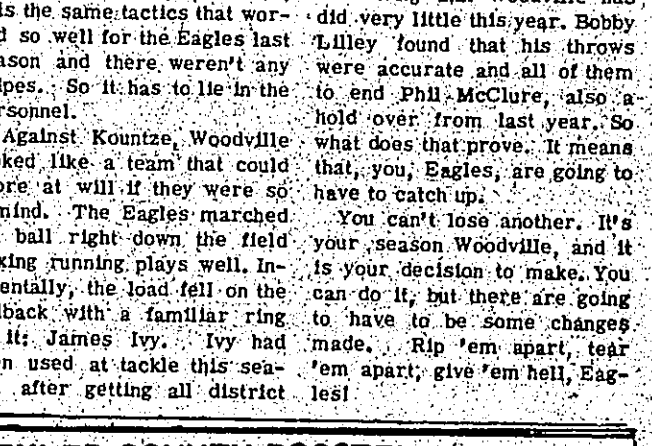 s the same tactics that wor-
d so well for the Eagles last
ason and there weren't any
ipes. So it has to lie in the
rsonnel.
Against Kountze, Woodville
ked like a team that could
ore at will if they were so
mind. The Eagles marched
ball right down the field
king running plays well. In-
entally, the load fell on the
lback with a familiar ring
it: James Ivy. Ivy had
n used at tackle this sea-
after getting all district
did very little this year. Bobby
Lilley found that his throws
were accurate and all of them
to end Phil McClure, also a
hold over from last year. So
what does that prove. It means
that, you, Eagles, are going to
have to catch up.
You can't lose another. It's
your season Woodville, and it
is your decision to make. You
can do it, but there are going
to have to be some changes
made. Rip 'em apart, tear
'em apart, give 'em hell, Eag-
les!